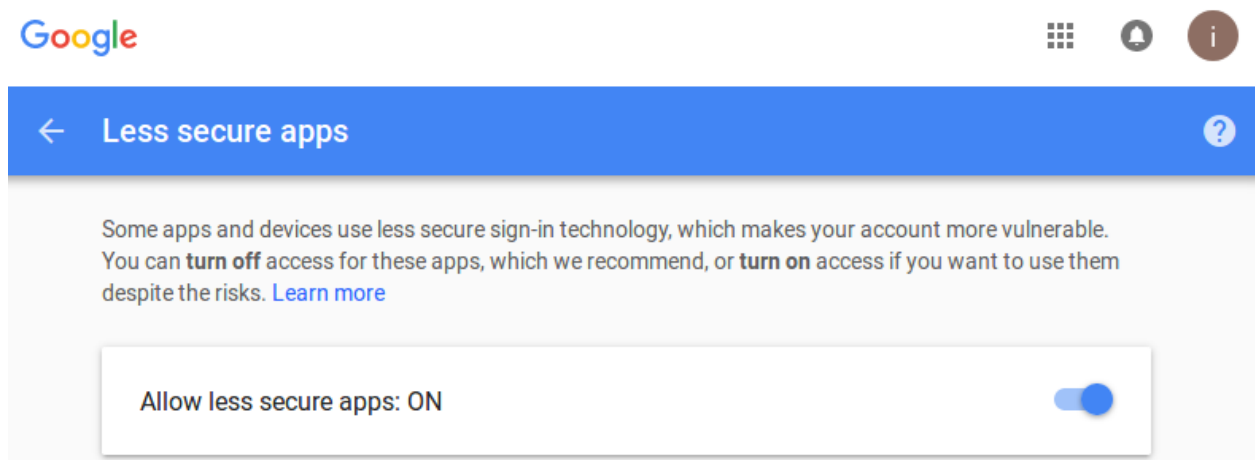 Google
i
Less secure apps
?
Some apps and devices use less secure sign-in technology, which makes your account more vulnerable.
You can turn off access for these apps, which we recommend, or turn on access if you want to use them
despite the risks. Learn more
Allow less secure apps: ON